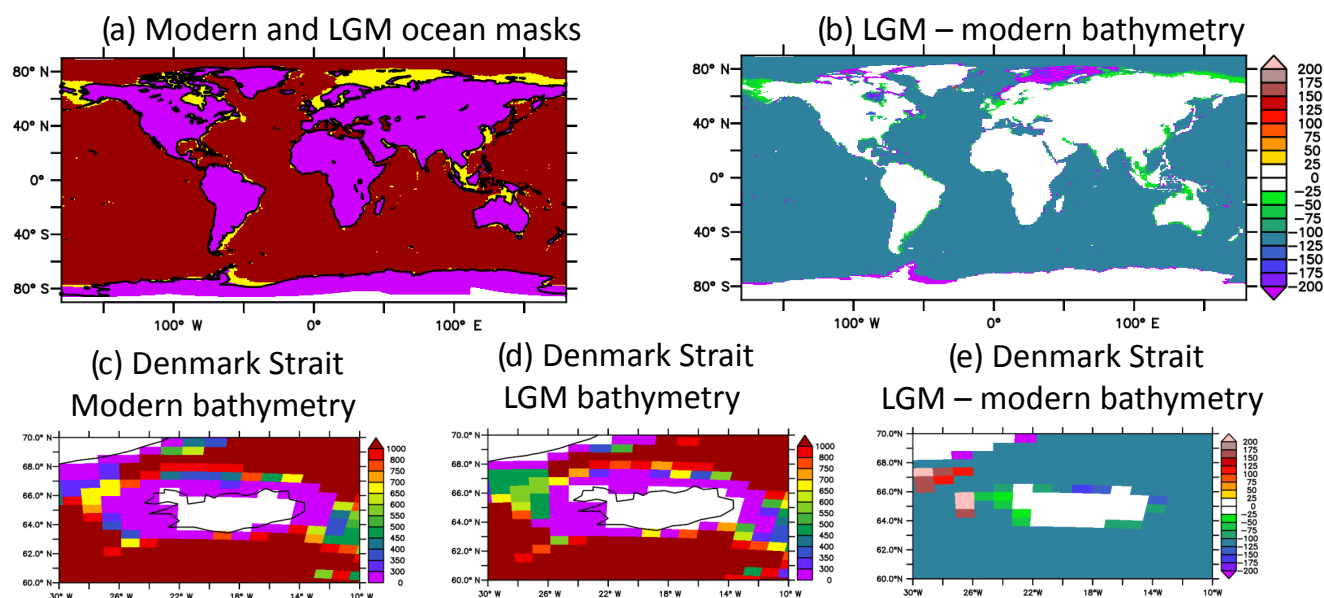 (a) Modern and LGM ocean masks
(b) LGM – modern bathymetry
80° N
40° N
0°
40° S
80° S
100° W
0°
100° E
80° N
40° N
0°
40° S
80° S
100° W
0°
100° E
200
150
100
75
50
25
0
−25
−50
−75
−100
−125
−150
−175
−200
(c) Denmark Strait
Modern bathymetry
(d) Denmark Strait
LGM bathymetry
(e) Denmark Strait
LGM – modern bathymetry
70.0° N
68.0° N
66.0° N
64.0° N
62.0° N
60.0° N
30° W
26° W
22° W
18° W
14° W
10° W
1000
800
750
700
650
600
550
500
450
400
350
300
0
70.0° N
68.0° N
66.0° N
64.0° N
62.0° N
60.0° N
30° W
26° W
22° W
18° W
14° W
10° W
1000
800
750
700
650
600
550
500
450
400
350
300
0
70.0° N
68.0° N
66.0° N
64.0° N
62.0° N
60.0° N
30° W
26° W
22° W
18° W
14° W
10° W
200
150
100
75
50
25
0
−25
−50
−75
−100
−125
−150
−175
−200